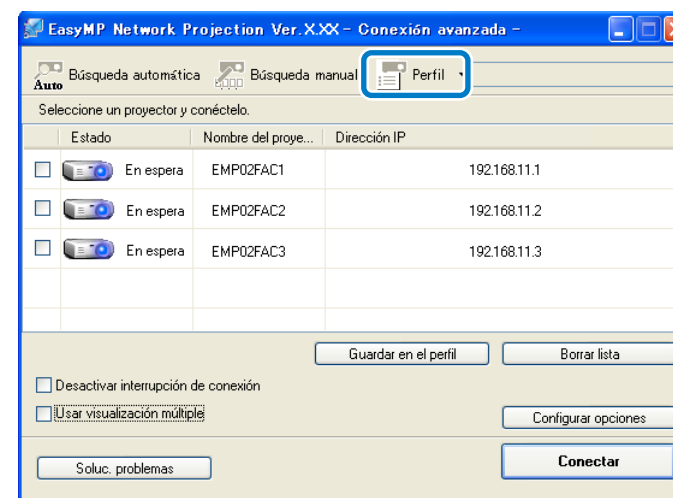 EasyMP Network Projection Ver.X.XX - Conexión avanzada -
Auto Búsqueda automática Búsqueda manual Perfil
Seleccione un proyector y conéctelo.
Estado Nombre del proye... Dirección IP
En espera EMP02FAC1 192.168.11.1
En espera EMP02FAC2 192.168.11.2
En espera EMP02FAC3 192.168.11.3
Guardar en el perfil Borrar lista
Desactivar interrupción de conexión
Usar visualización múltiple
Configurar opciones
Soluc. problemas Conectar